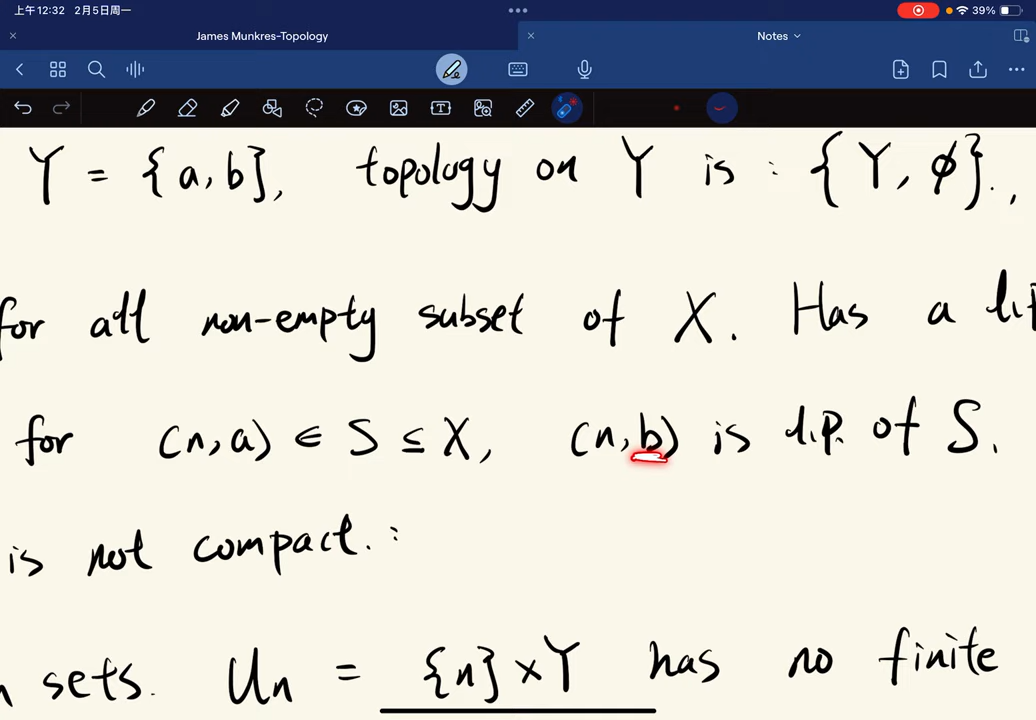 上午12:32 2月5日周一
39%
James Munkres-Topology
Notes
Y = {a, b}, topology on Y is : {Y, ϕ}.,
for all non-empty subset of X. Has a
for (n, a) ∈ S ≤ X, (n, b) is l.p. of S.
is not compact. :
sets. Un = {n} × Y has no finite